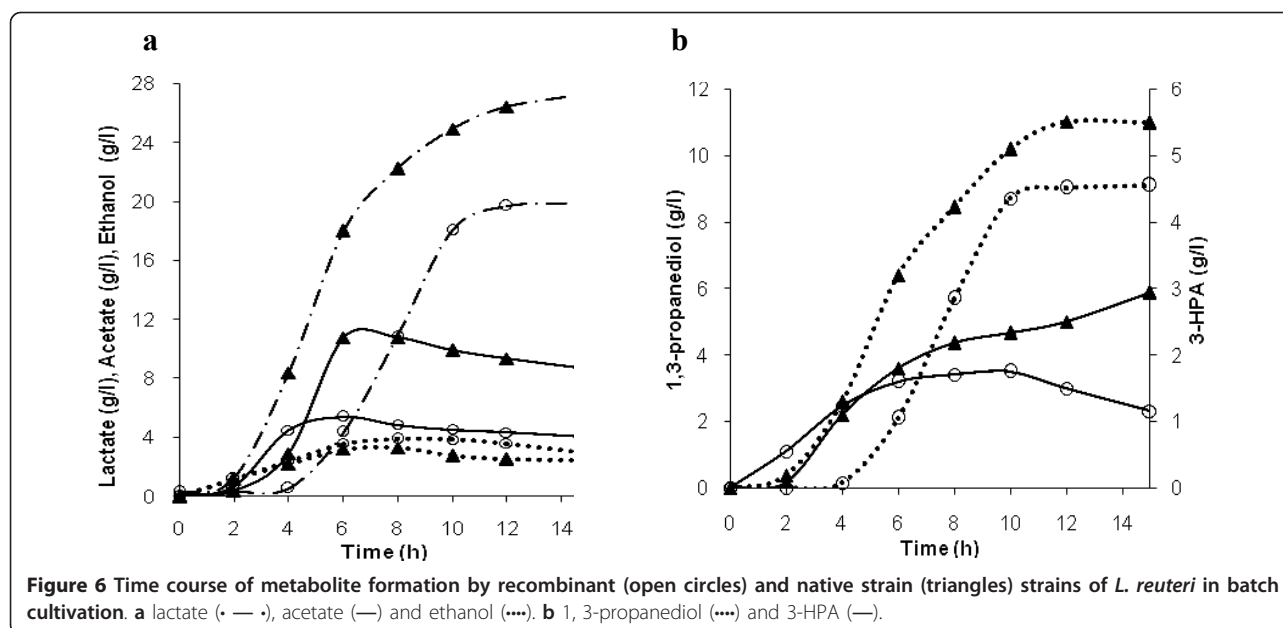 a
b
28
24
20
16
12
8
4
0
Lactate (g/l), Acetate (g/l), Ethanol (g/l)
0 2 4 6 8 10 12 14
Time (h)
12
10
8
6
4
2
0
1,3-propanediol (g/l)
6
5
4
3
2
1
0
3-HPA (g/l)
0 2 4 6 8 10 12 14
Time (h)
Figure 6 Time course of metabolite formation by recombinant (open circles) and native strain (triangles) strains of L. reuteri in batch
cultivation. a lactate (• — •), acetate (—) and ethanol (••••). b 1, 3-propanediol (••••) and 3-HPA (—).